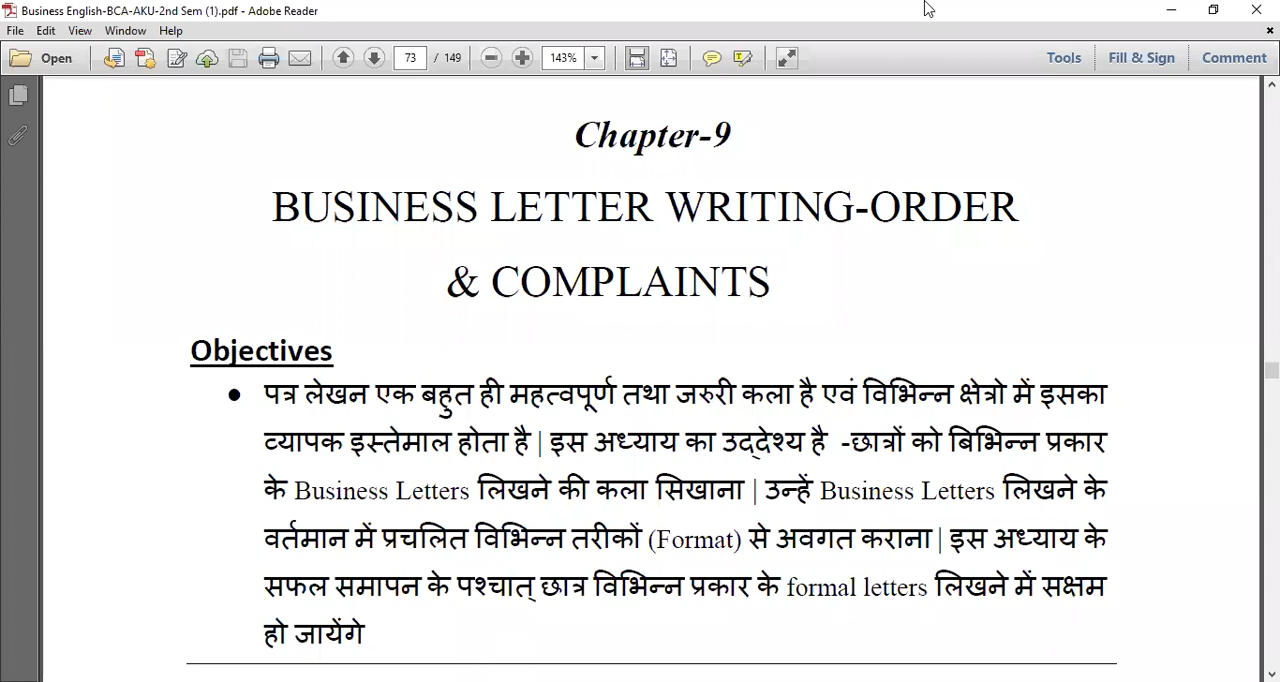 Business English-BCA-AKU-2nd Sem (1).pdf - Adobe Reader
File Edit View Window Help
Open 73 / 149 143% Tools Fill & Sign Comment
Chapter-9
BUSINESS LETTER WRITING-ORDER
& COMPLAINTS
Objectives
● पत्र लेखन एक बहुत ही महत्वपूर्ण तथा जरुरी कला है एवं विभिन्न क्षेत्रो में इसका
व्यापक इस्तेमाल होता है | इस अध्याय का उद्देश्य है -छात्रों को बिभिन्न प्रकार
के Business Letters लिखने की कला सिखाना | उन्हें Business Letters लिखने के
वर्तमान में प्रचलित विभिन्न तरीकों (Format) से अवगत कराना | इस अध्याय के
सफल समापन के पश्चात् छात्र विभिन्न प्रकार के formal letters लिखने में सक्षम
हो जायेंगे